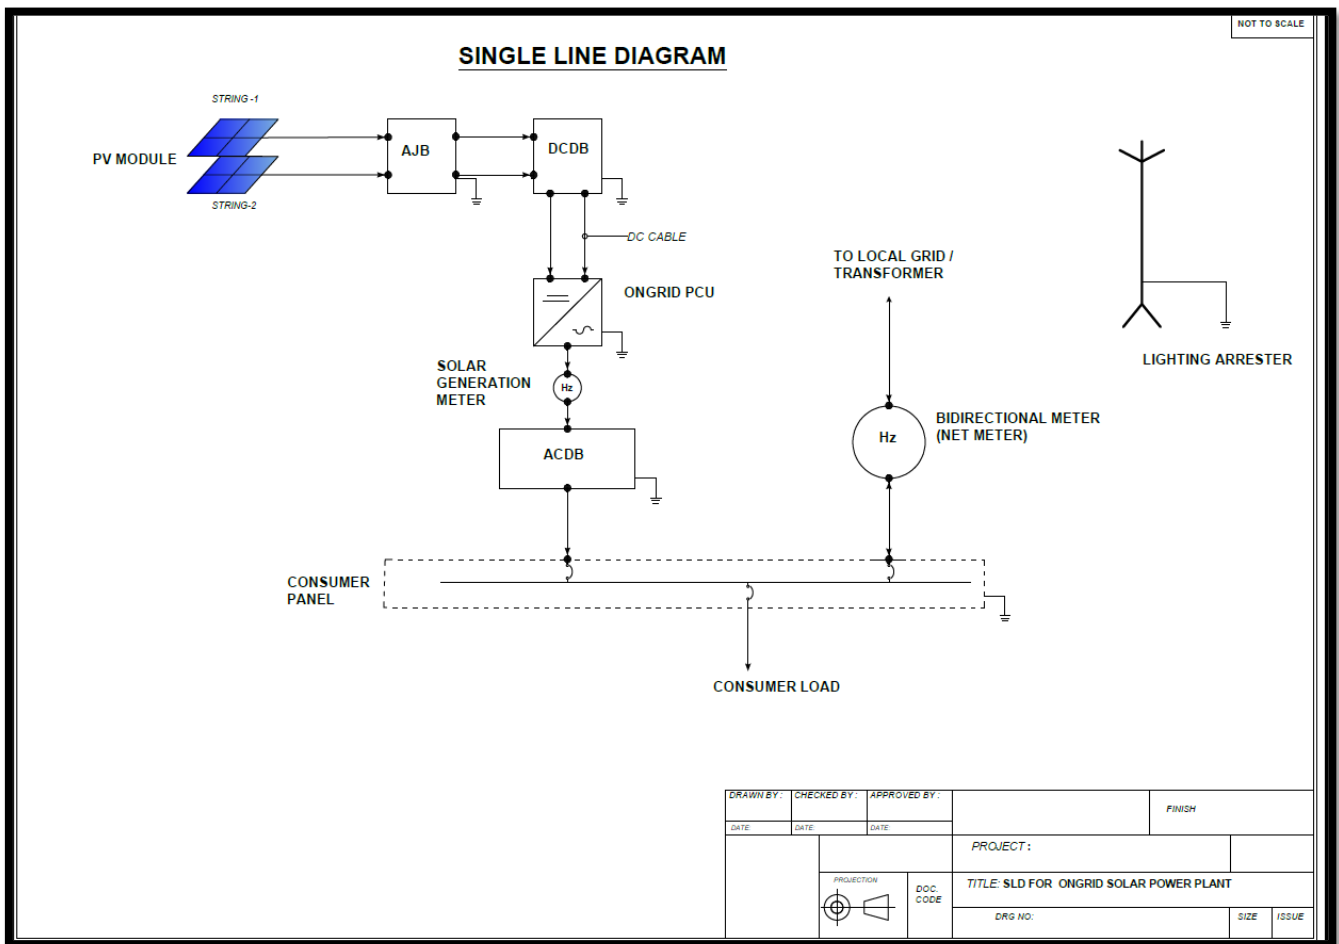 NOT TO SCALE
SINGLE LINE DIAGRAM
STRING -1
PV MODULE
STRING-2
AJB
DCDB
DC CABLE
ONGRID PCU
SOLAR
GENERATION
METER
Hz
ACDB
TO LOCAL GRID /
TRANSFORMER
Hz
BIDIRECTIONAL METER
(NET METER)
LIGHTING ARRESTER
CONSUMER
PANEL
CONSUMER LOAD
DRAWN BY :
CHECKED BY :
APPROVED BY :
FINISH
DATE:
DATE:
DATE:
PROJECT :
PROJECTION
DOC.
CODE
TITLE: SLD FOR ONGRID SOLAR POWER PLANT
DRG NO:
SIZE
ISSUE